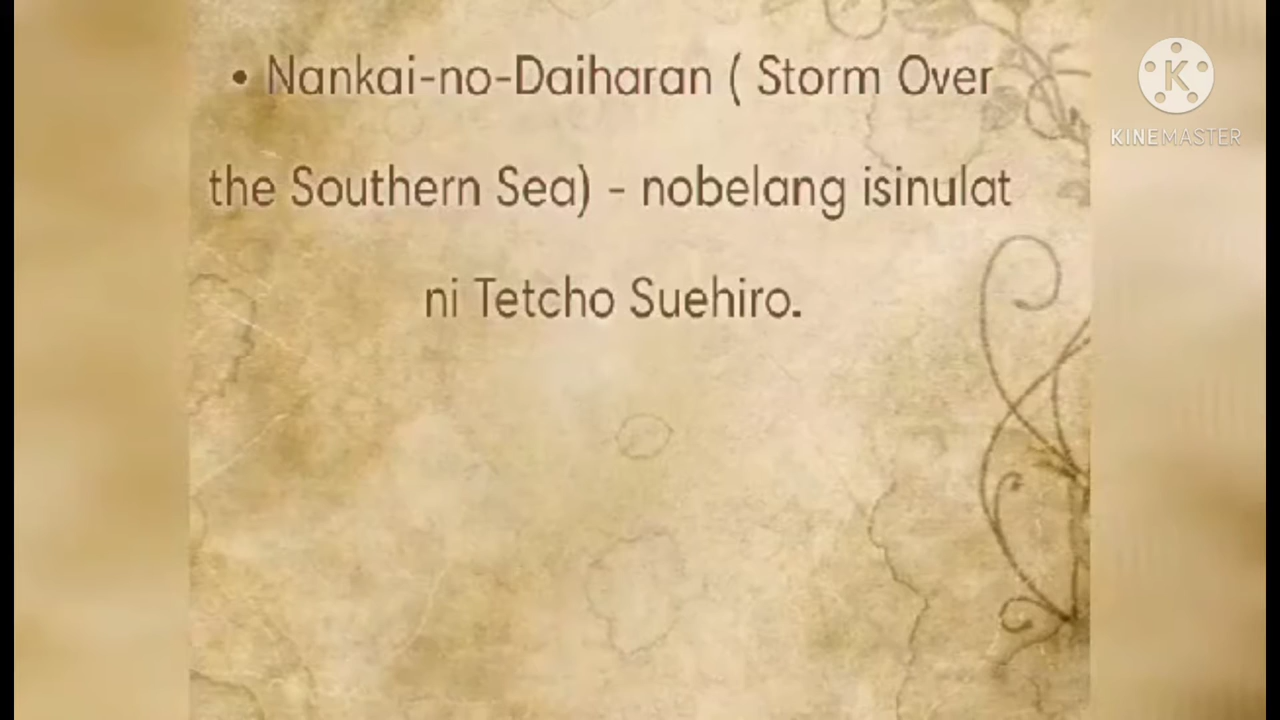 • Nankai-no-Daiharan ( Storm Over
the Southern Sea) - nobelang isinulat
ni Tetcho Suehiro.
K
KINEMASTER